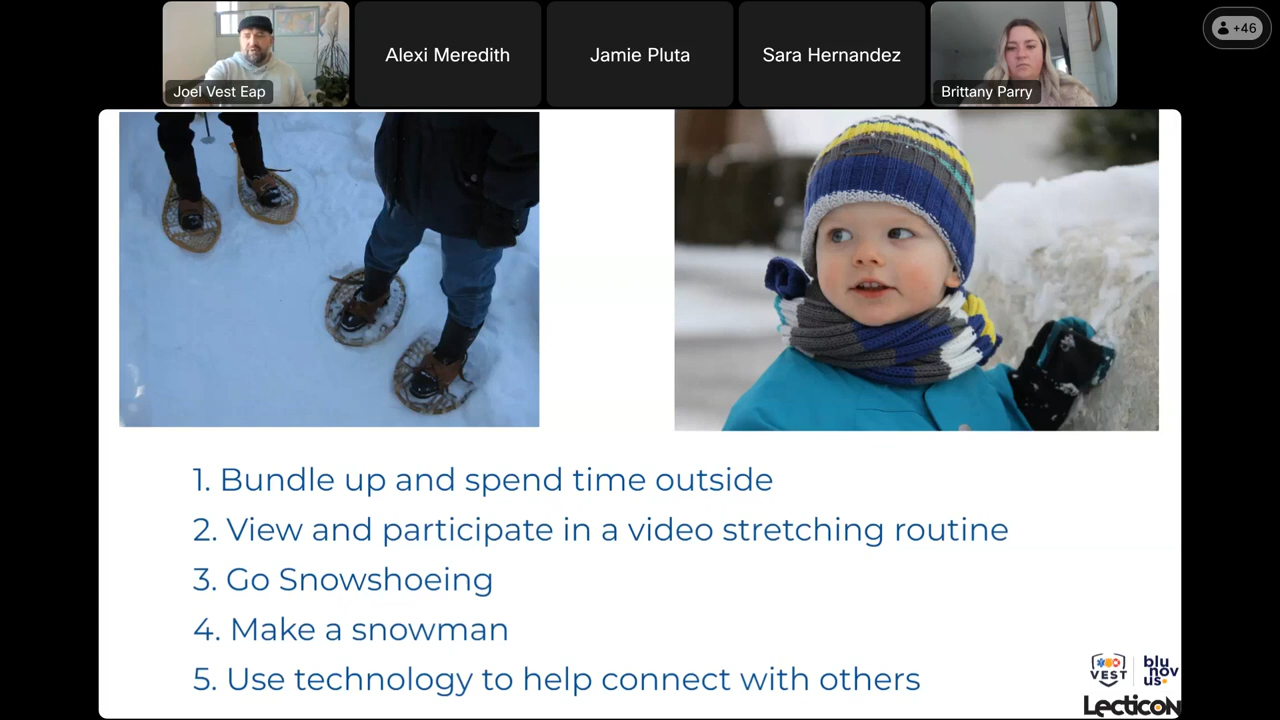 Joel Vest Eap
Alexi Meredith
Jamie Pluta
Sara Hernandez
Brittany Parry
+46
1. Bundle up and spend time outside
2. View and participate in a video stretching routine
3. Go Snowshoeing
4. Make a snowman
5. Use technology to help connect with others
VEST
blu
nov
us
LecticoN